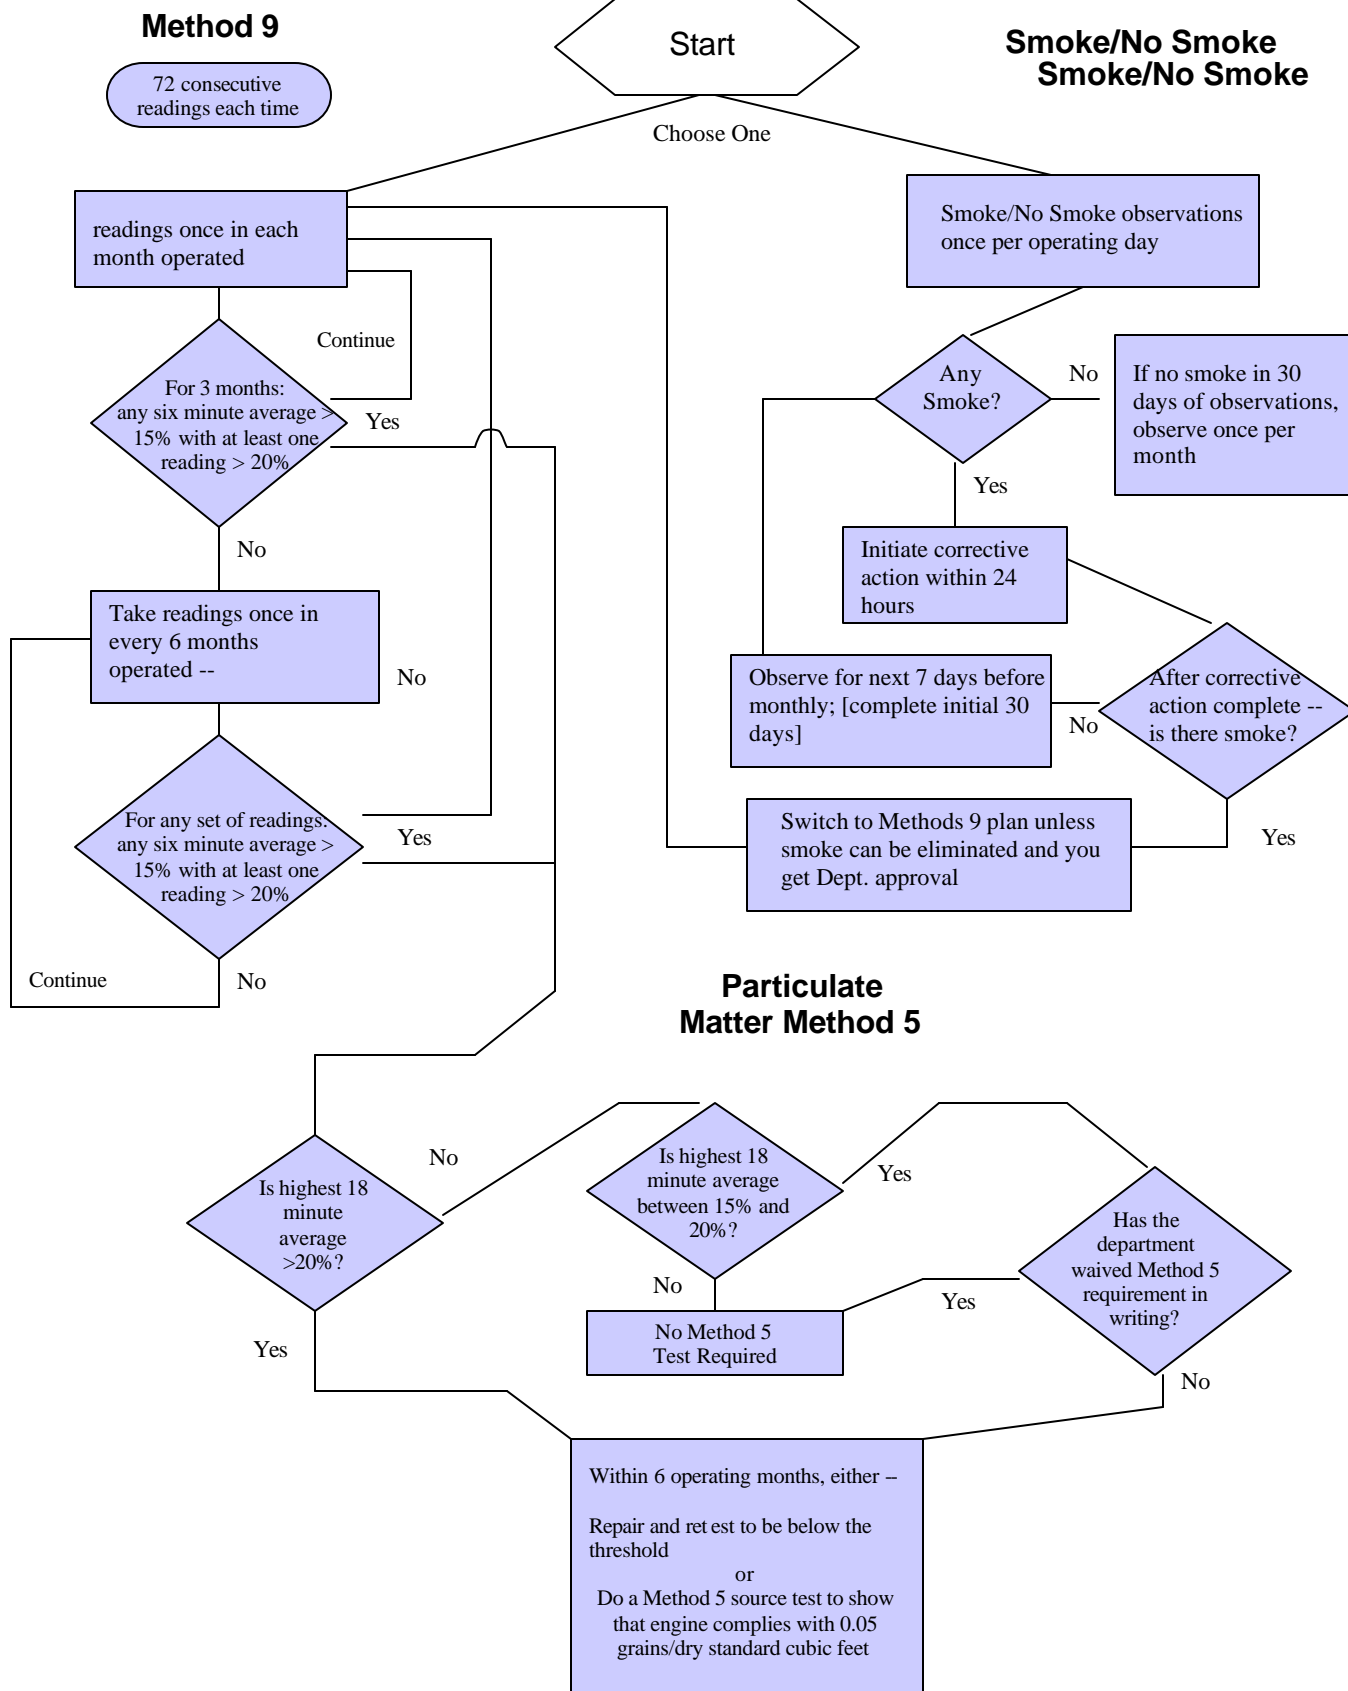 Method 9
72 consecutive
readings each time
Start
Choose One
Smoke/No Smoke
Smoke/No Smoke
readings once in each
month operated
Continue
For 3 months:
any six minute average >
15% with at least one
reading > 20%
Yes
No
Take readings once in
every 6 months
operated --
No
For any set of readings:
any six minute average >
15% with at least one
reading > 20%
Yes
Continue
No
Smoke/No Smoke observations
once per operating day
Any
Smoke?
No
If no smoke in 30
days of observations,
observe once per
month
Yes
Initiate corrective
action within 24
hours
Observe for next 7 days before
monthly; [complete initial 30
days]
No
After corrective
action complete --
is there smoke?
Switch to Methods 9 plan unless
smoke can be eliminated and you
get Dept. approval
Yes
Particulate
Matter Method 5
Is highest 18
minute
average
>20%?
No
Is highest 18
minute average
between 15% and
20%?
Yes
Has the
department
waived Method 5
requirement in
writing?
No
Yes
No Method 5
Test Required
Yes
No
Within 6 operating months, either --
Repair and ret est to be below the
threshold
or
Do a Method 5 source test to show
that engine complies with 0.05
grains/dry standard cubic feet